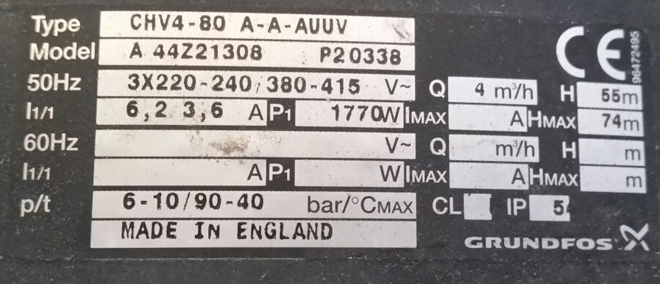 Type CHV4-80 A-A-AUUV
Model A 44Z21308 P20338
50Hz 3X220-240/380-415 V~ Q 4 m³/h H 55m
I1/1 6,2 3,6 A P1 1770W IMAX A HMAX 74m
60Hz V~ Q m³/h H m
I1/1 A P1 W IMAX A HMAX m
p/t 6-10/90-40 bar/°CMAX CL IP 5
MADE IN ENGLAND
GRUNDFOS
CE
96472495